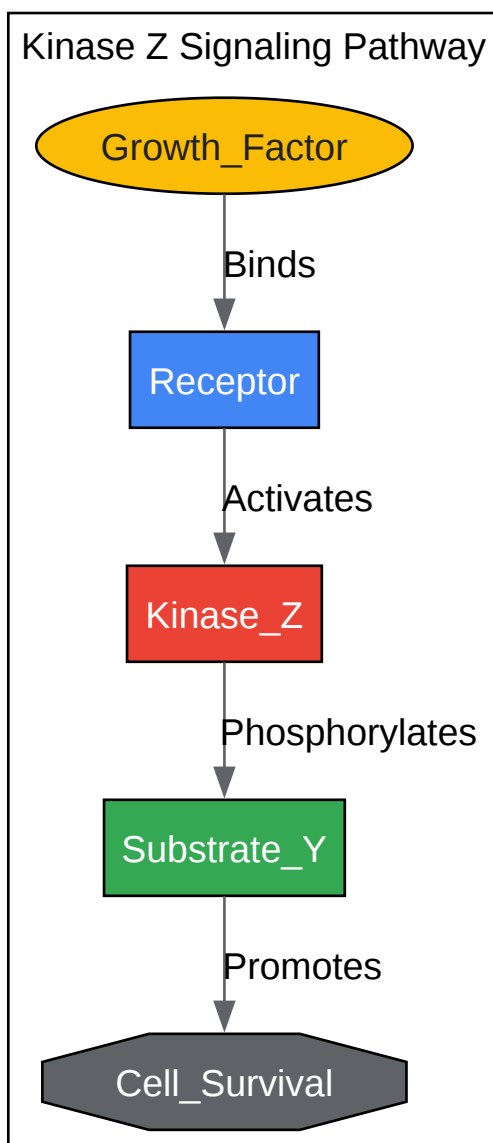 Kinase Z Signaling Pathway
Growth_Factor
Binds
Receptor
Activates
Kinase_Z
Phosphorylates
Substrate_Y
Promotes
Cell_Survival